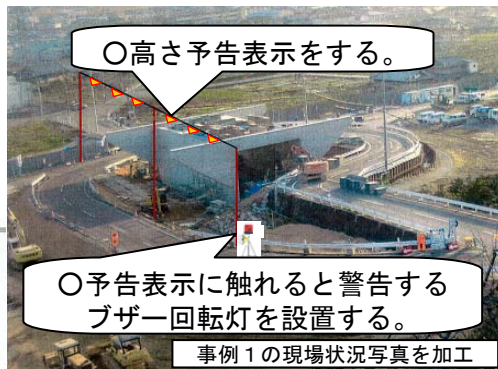 ○高さ予告表示をする。
○予告表示に触れると警告する
ブザー回転灯を設置する。
事例１の現場状況写真を加工